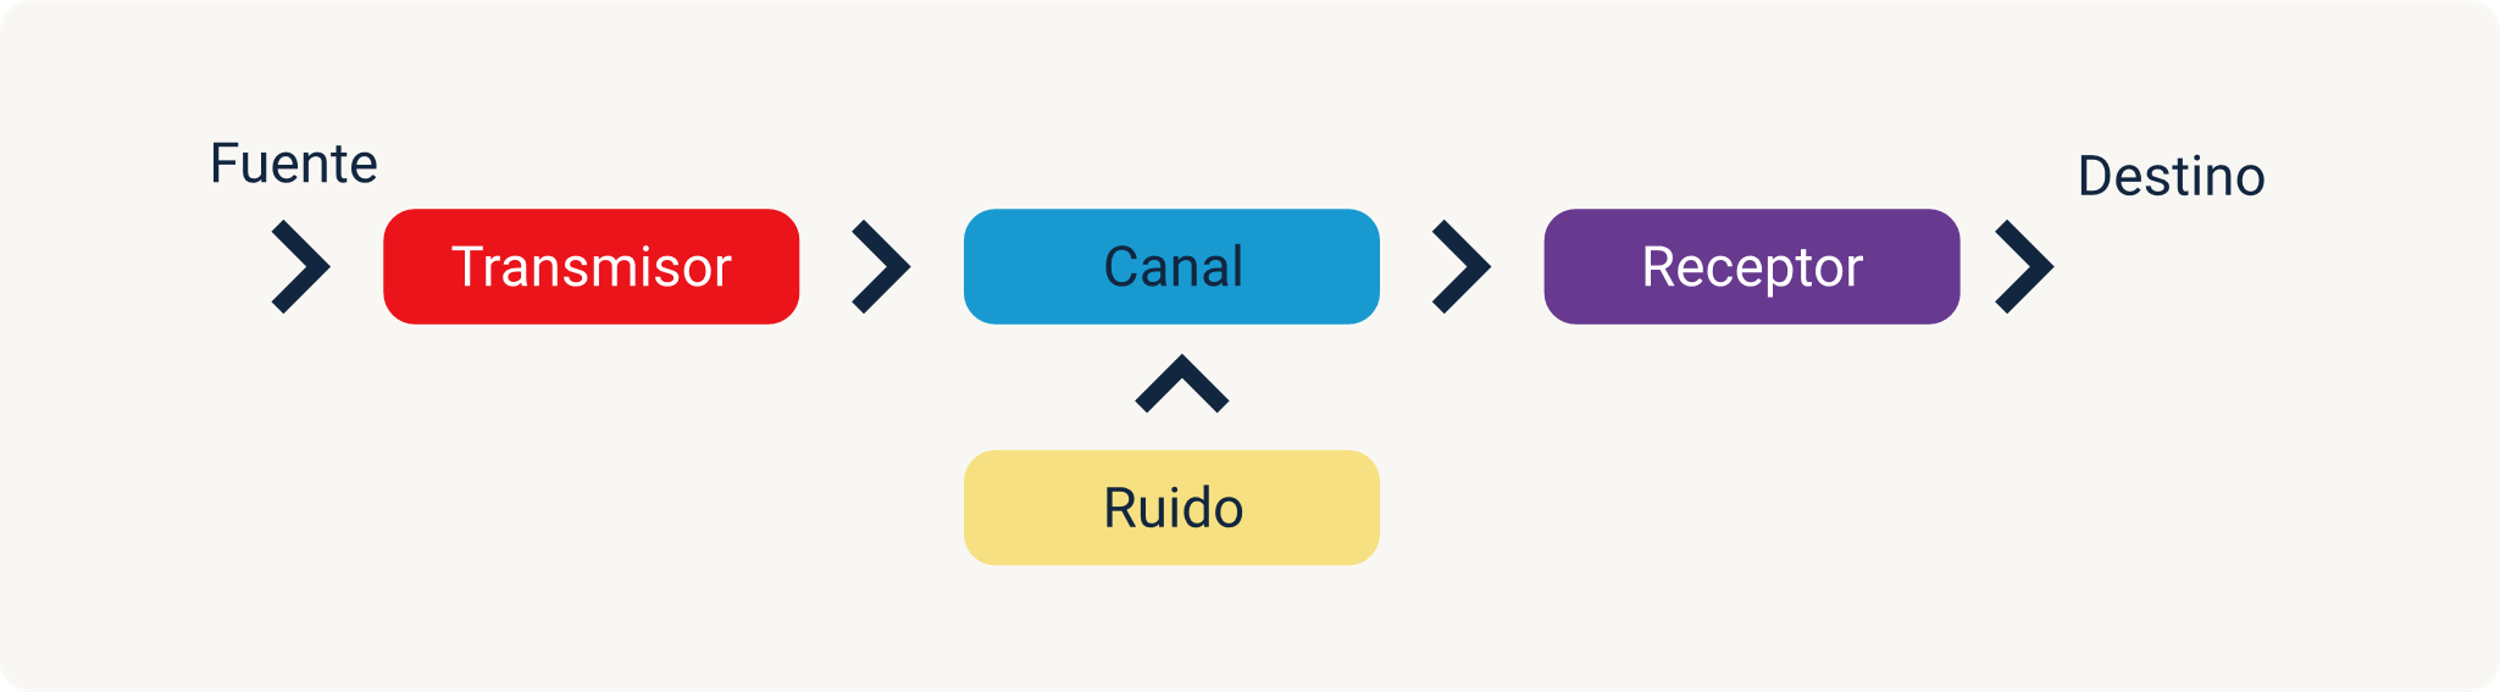 Fuente
Destino
Transmisor
Canal
Receptor
Ruido